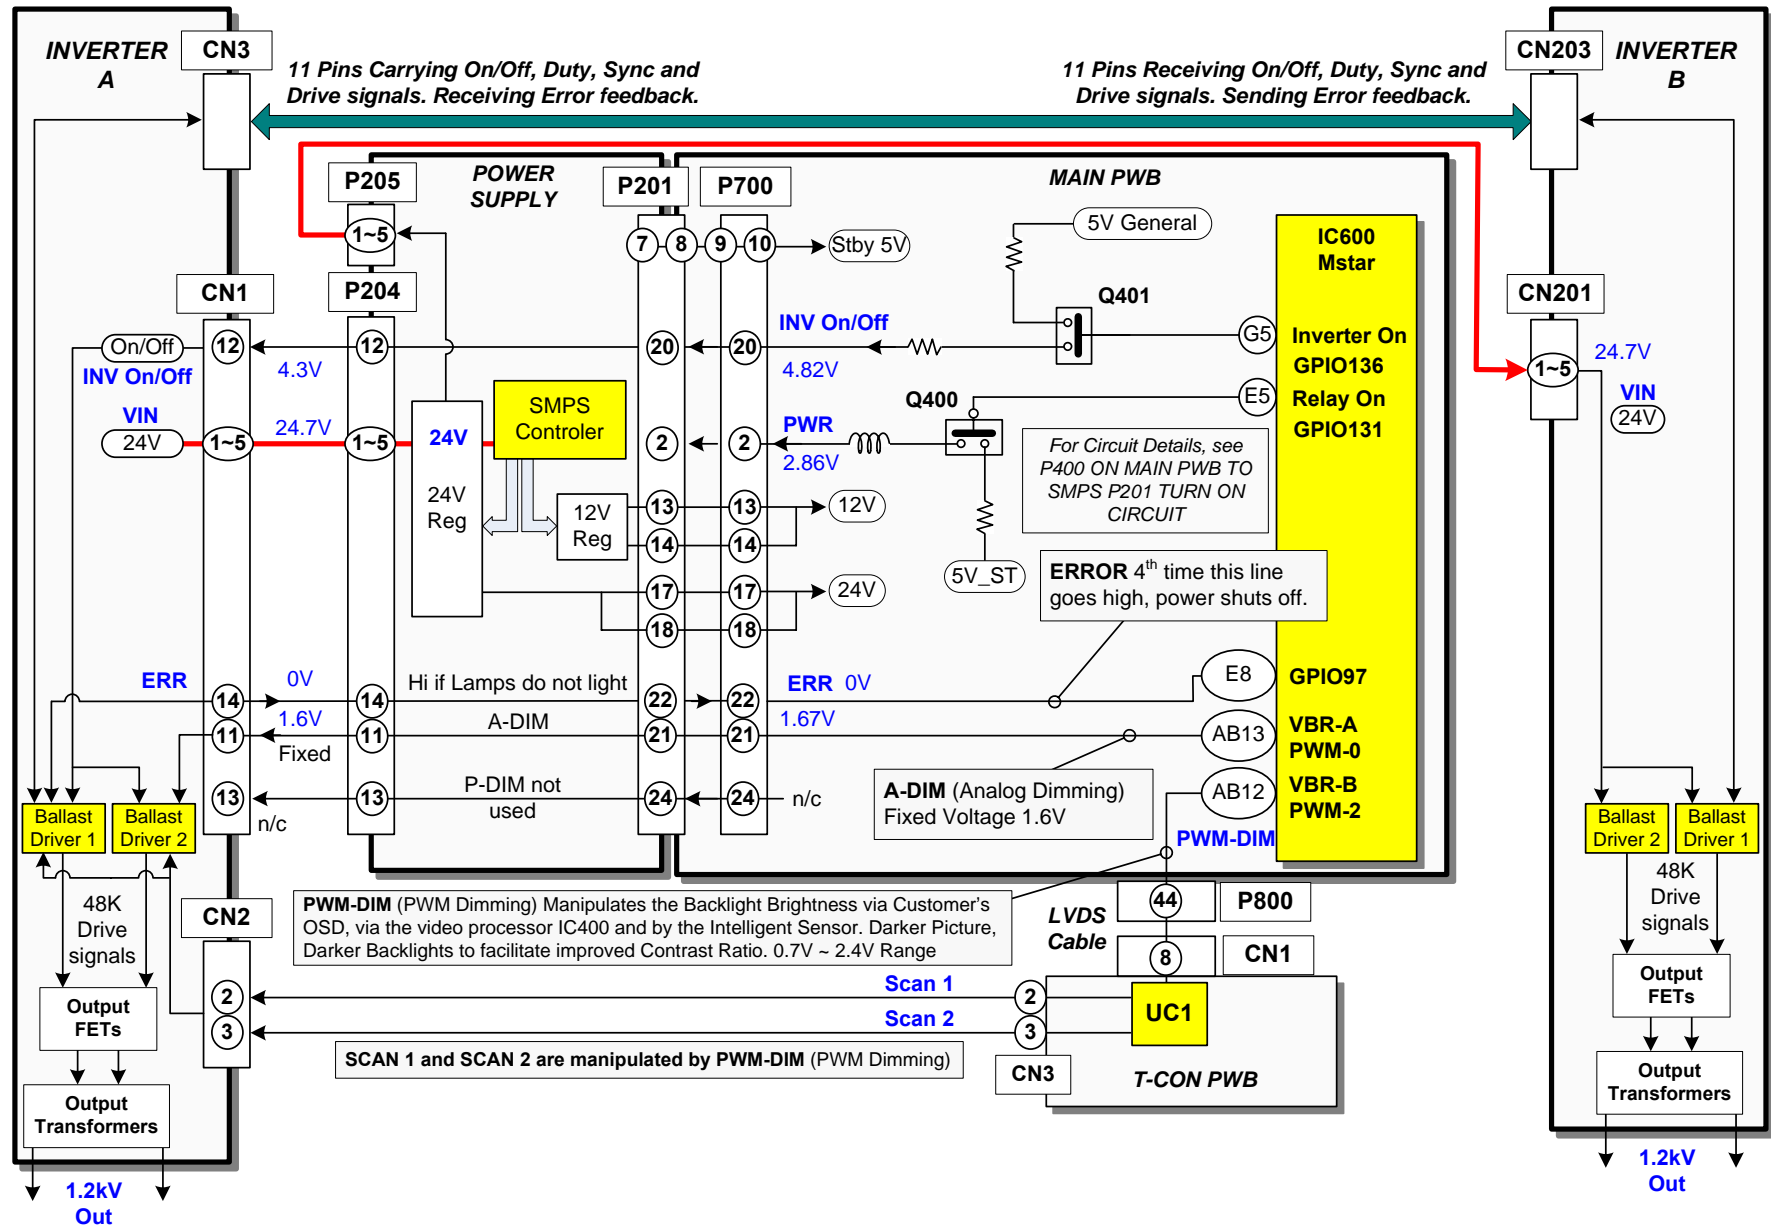 INVERTER
A
CN3
11 Pins Carrying On/Off, Duty, Sync and
Drive signals. Receiving Error feedback.
11 Pins Receiving On/Off, Duty, Sync and
Drive signals. Sending Error feedback.
CN203
INVERTER
B
P205
1~5
POWER
SUPPLY
P201
P700
MAIN PWB
7
8
9
10
Stby 5V
5V General
IC600
Mstar
CN1
P204
Q401
CN201
On/Off
12
12
20
20
INV On/Off
G5
Inverter On
GPIO136
INV On/Off
4.3V
4.82V
1~5
24.7V
VIN
24V
VIN
24V
1~5
24.7V
1~5
24V
24V
Reg
SMPS
Controler
2
2
PWR
2.86V
Q400
E5
Relay On
GPIO131
For Circuit Details, see
P400 ON MAIN PWB TO
SMPS P201 TURN ON
CIRCUIT
12V
Reg
13
13
12V
14
14
5V_ST
ERROR 4th time this line
goes high, power shuts off.
17
17
24V
18
18
ERR
14
0V
14
Hi if Lamps do not light
22
22
ERR 0V
E8
GPIO97
11
1.6V
Fixed
11
A-DIM
21
21
1.67V
AB13
VBR-A
PWM-0
13
n/c
13
P-DIM not
used
24
24
n/c
A-DIM (Analog Dimming)
Fixed Voltage 1.6V
AB12
VBR-B
PWM-2
PWM-DIM
Ballast
Driver 1
Ballast
Driver 2
Ballast
Driver 2
Ballast
Driver 1
48K
Drive
signals
CN2
PWM-DIM (PWM Dimming) Manipulates the Backlight Brightness via Customer's
OSD, via the video processor IC400 and by the Intelligent Sensor. Darker Picture,
Darker Backlights to facilitate improved Contrast Ratio. 0.7V ~ 2.4V Range
LVDS
Cable
44
P800
8
CN1
48K
Drive
signals
Output
FETs
2
3
Scan 1
Scan 2
2
3
UC1
Output
FETs
SCAN 1 and SCAN 2 are manipulated by PWM-DIM (PWM Dimming)
CN3
T-CON PWB
Output
Transformers
Output
Transformers
1.2kV
Out
1.2kV
Out